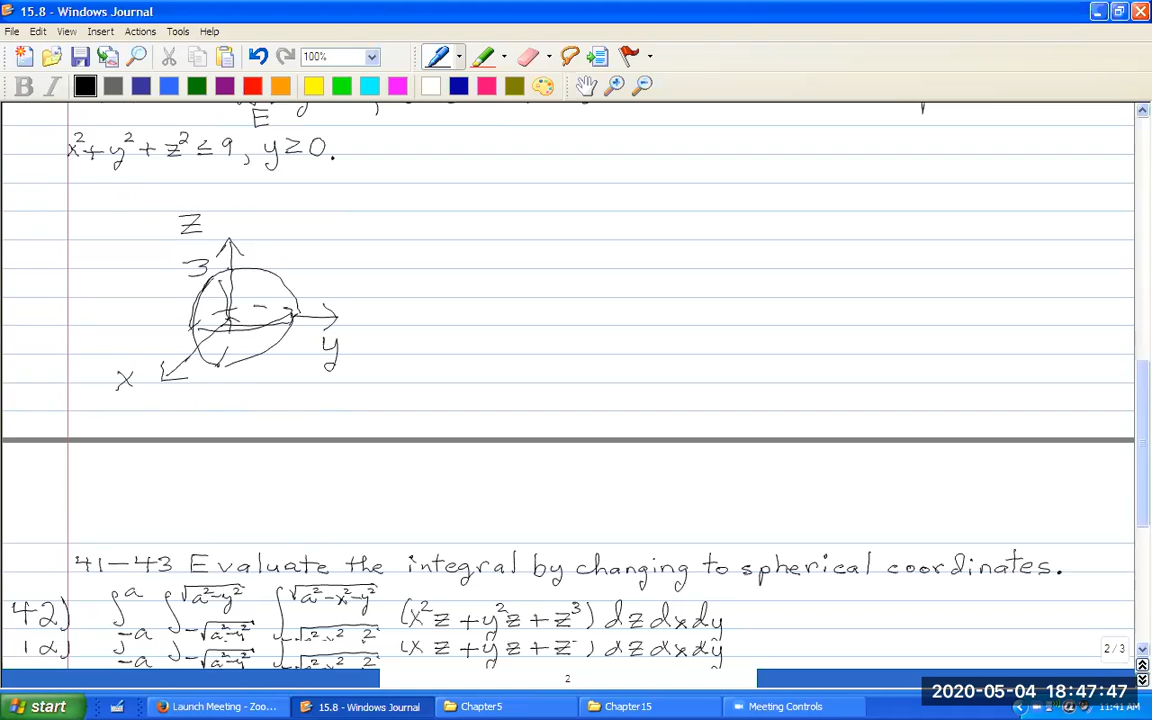 15.8 - Windows Journal
File Edit View Insert Actions Tools Help
100%
B I
E
x² + y² + z² ≤ 9, y ≥ 0.
z
3
y
x
41-43 Evaluate the integral by changing to spherical coordinates.
42) ∫_{-a}^{a} ∫_{-√(a²-y²)}^{√(a²-y²)} ∫_{-√(a²-x²-y²)}^{√(a²-x²-y²)} (x²z + y²z + z³) dz dx dy
2/3
2
2020-05-04 18:47:47
start Launch Meeting - Zoo... 15.8 - Windows Journal Chapter5 Chapter15 Meeting Controls 11:41 AM